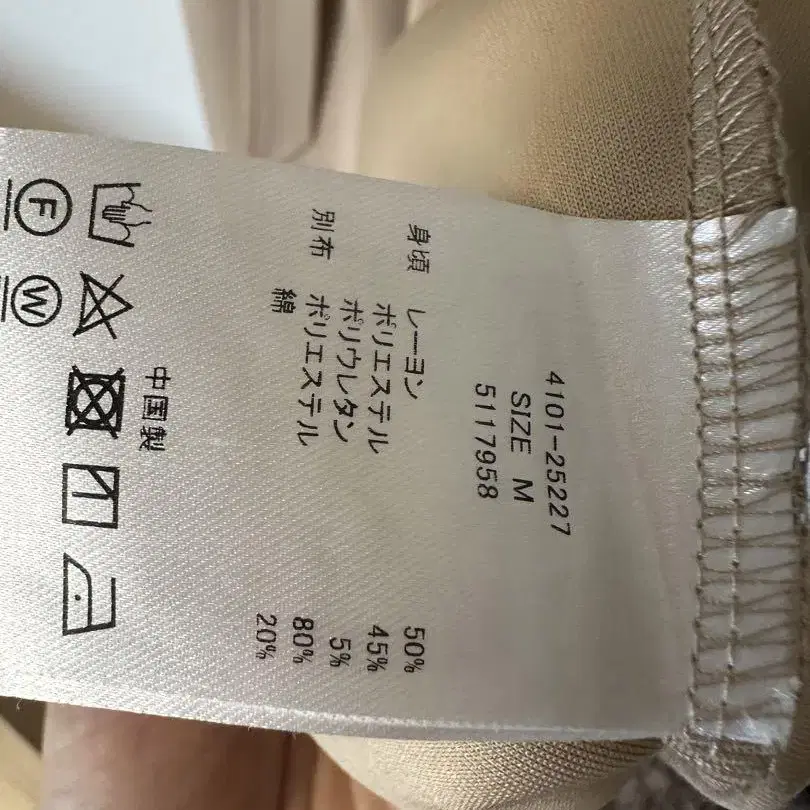 4101-25227
SIZE M
5117958
身頃 レーヨン 50%
ポリエステル 45%
ポリウレタン 5%
別布 ポリエステル 80%
綿 20%
中国製
F
W